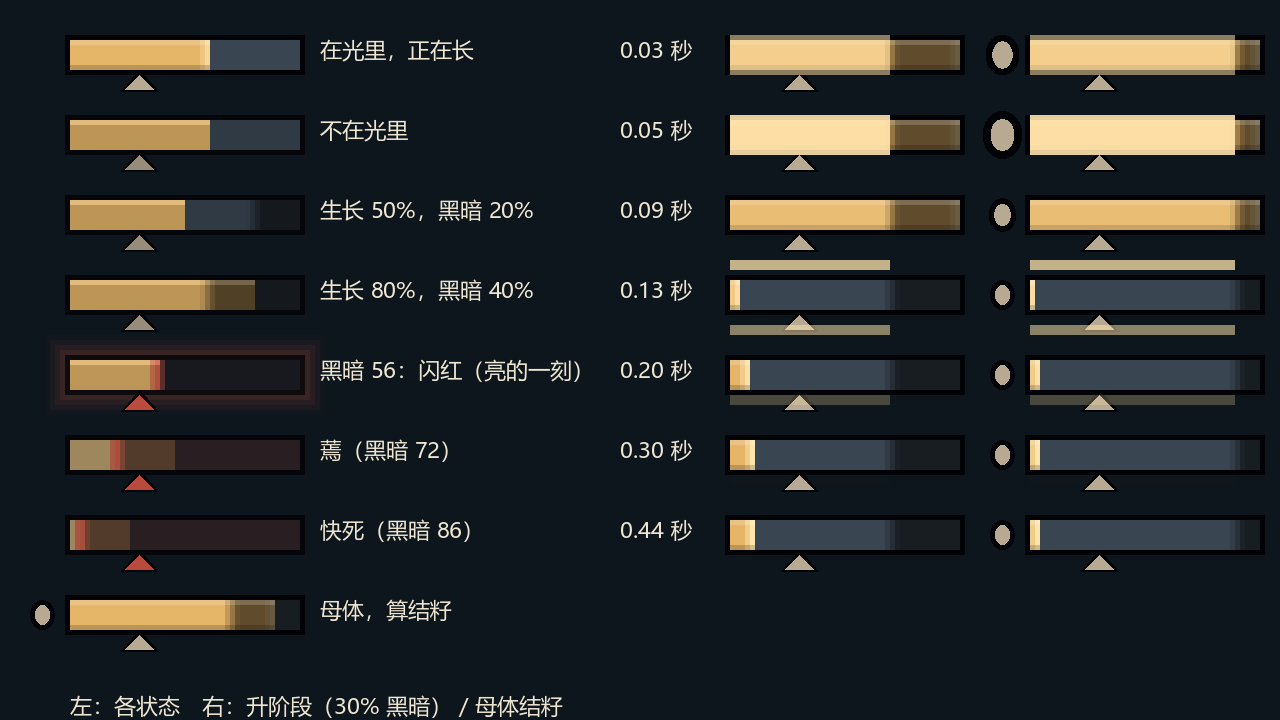 在光里，正在长 0.03 秒
不在光里 0.05 秒
生长 50%，黑暗 20% 0.09 秒
生长 80%，黑暗 40% 0.13 秒
黑暗 56：闪红（亮的一刻） 0.20 秒
蔫（黑暗 72） 0.30 秒
快死（黑暗 86） 0.44 秒
母体，算结籽
左：各状态 右：升阶段（30% 黑暗） / 母体结籽